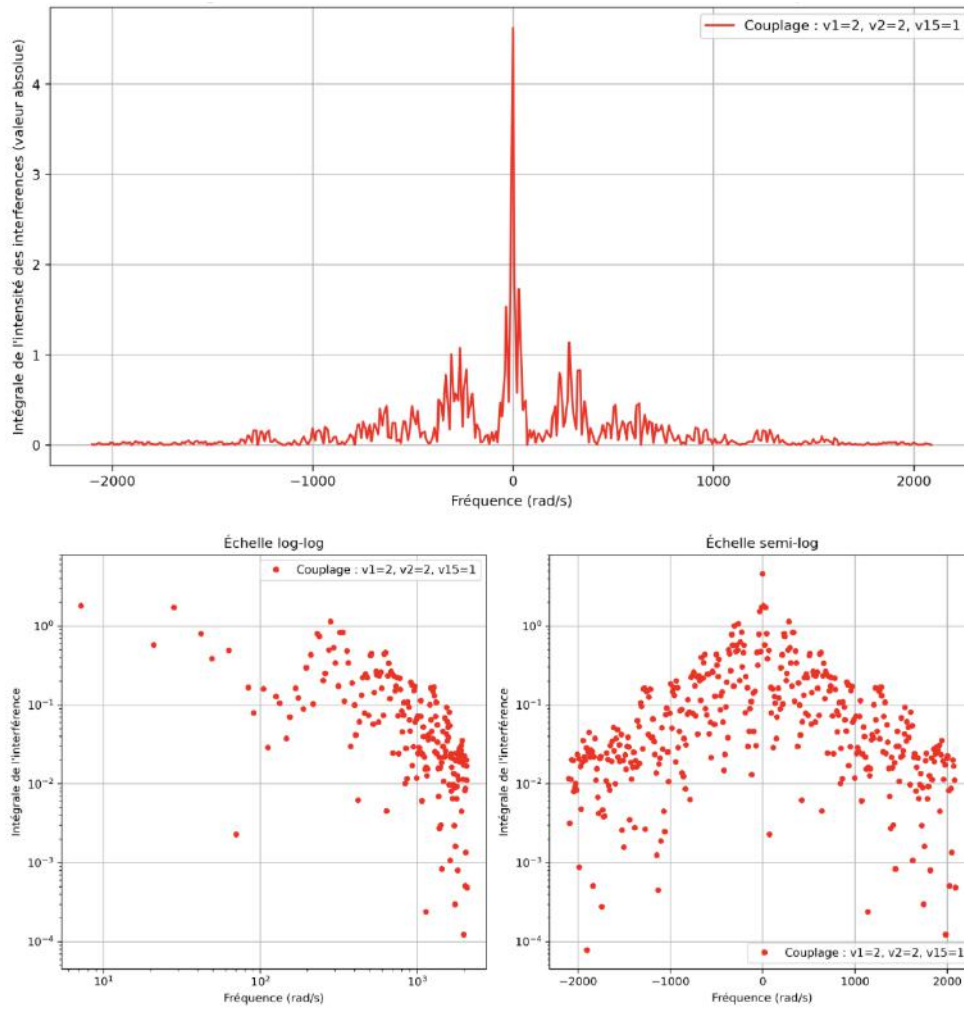 Couplage : v1=2, v2=2, v15=1
Intégrale de l'intensité des interferences (valeur absolue)
4
3
2
1
0
−2000 −1000 0 1000 2000
Fréquence (rad/s)
Échelle log-log
Couplage : v1=2, v2=2, v15=1
Intégrale de l'interférence
10⁰
10⁻¹
10⁻²
10⁻³
10⁻⁴
10¹ 10² 10³
Fréquence (rad/s)
Échelle semi-log
Intégrale de l'interférence
10⁰
10⁻¹
10⁻²
10⁻³
10⁻⁴
Couplage : v1=2, v2=2, v15=1
−2000 −1000 0 1000 2000
Fréquence (rad/s)